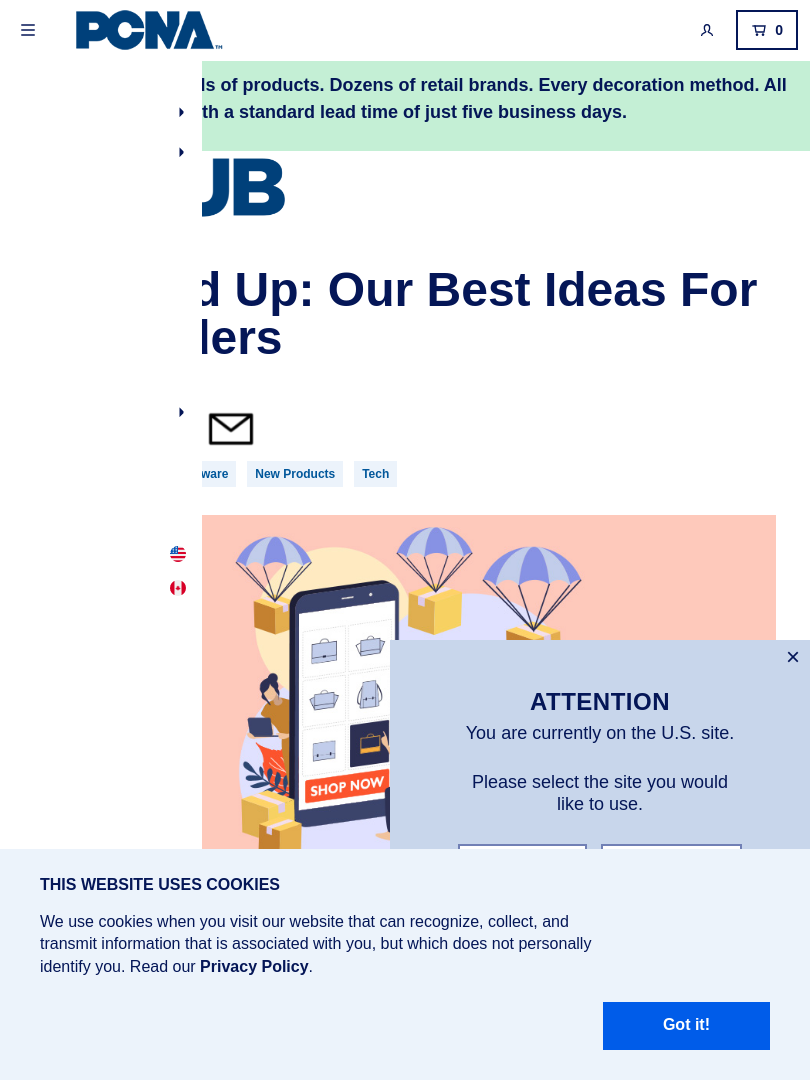 PCNA
TM
0
ls of products. Dozens of retail brands. Every decoration method. All
th a standard lead time of just five business days.
UB
d Up: Our Best Ideas For
lers
ware New Products Tech
SHOP NOW
ATTENTION
You are currently on the U.S. site.
Please select the site you would
like to use.
THIS WEBSITE USES COOKIES
We use cookies when you visit our website that can recognize, collect, and
transmit information that is associated with you, but which does not personally
identify you. Read our Privacy Policy.
Got it!